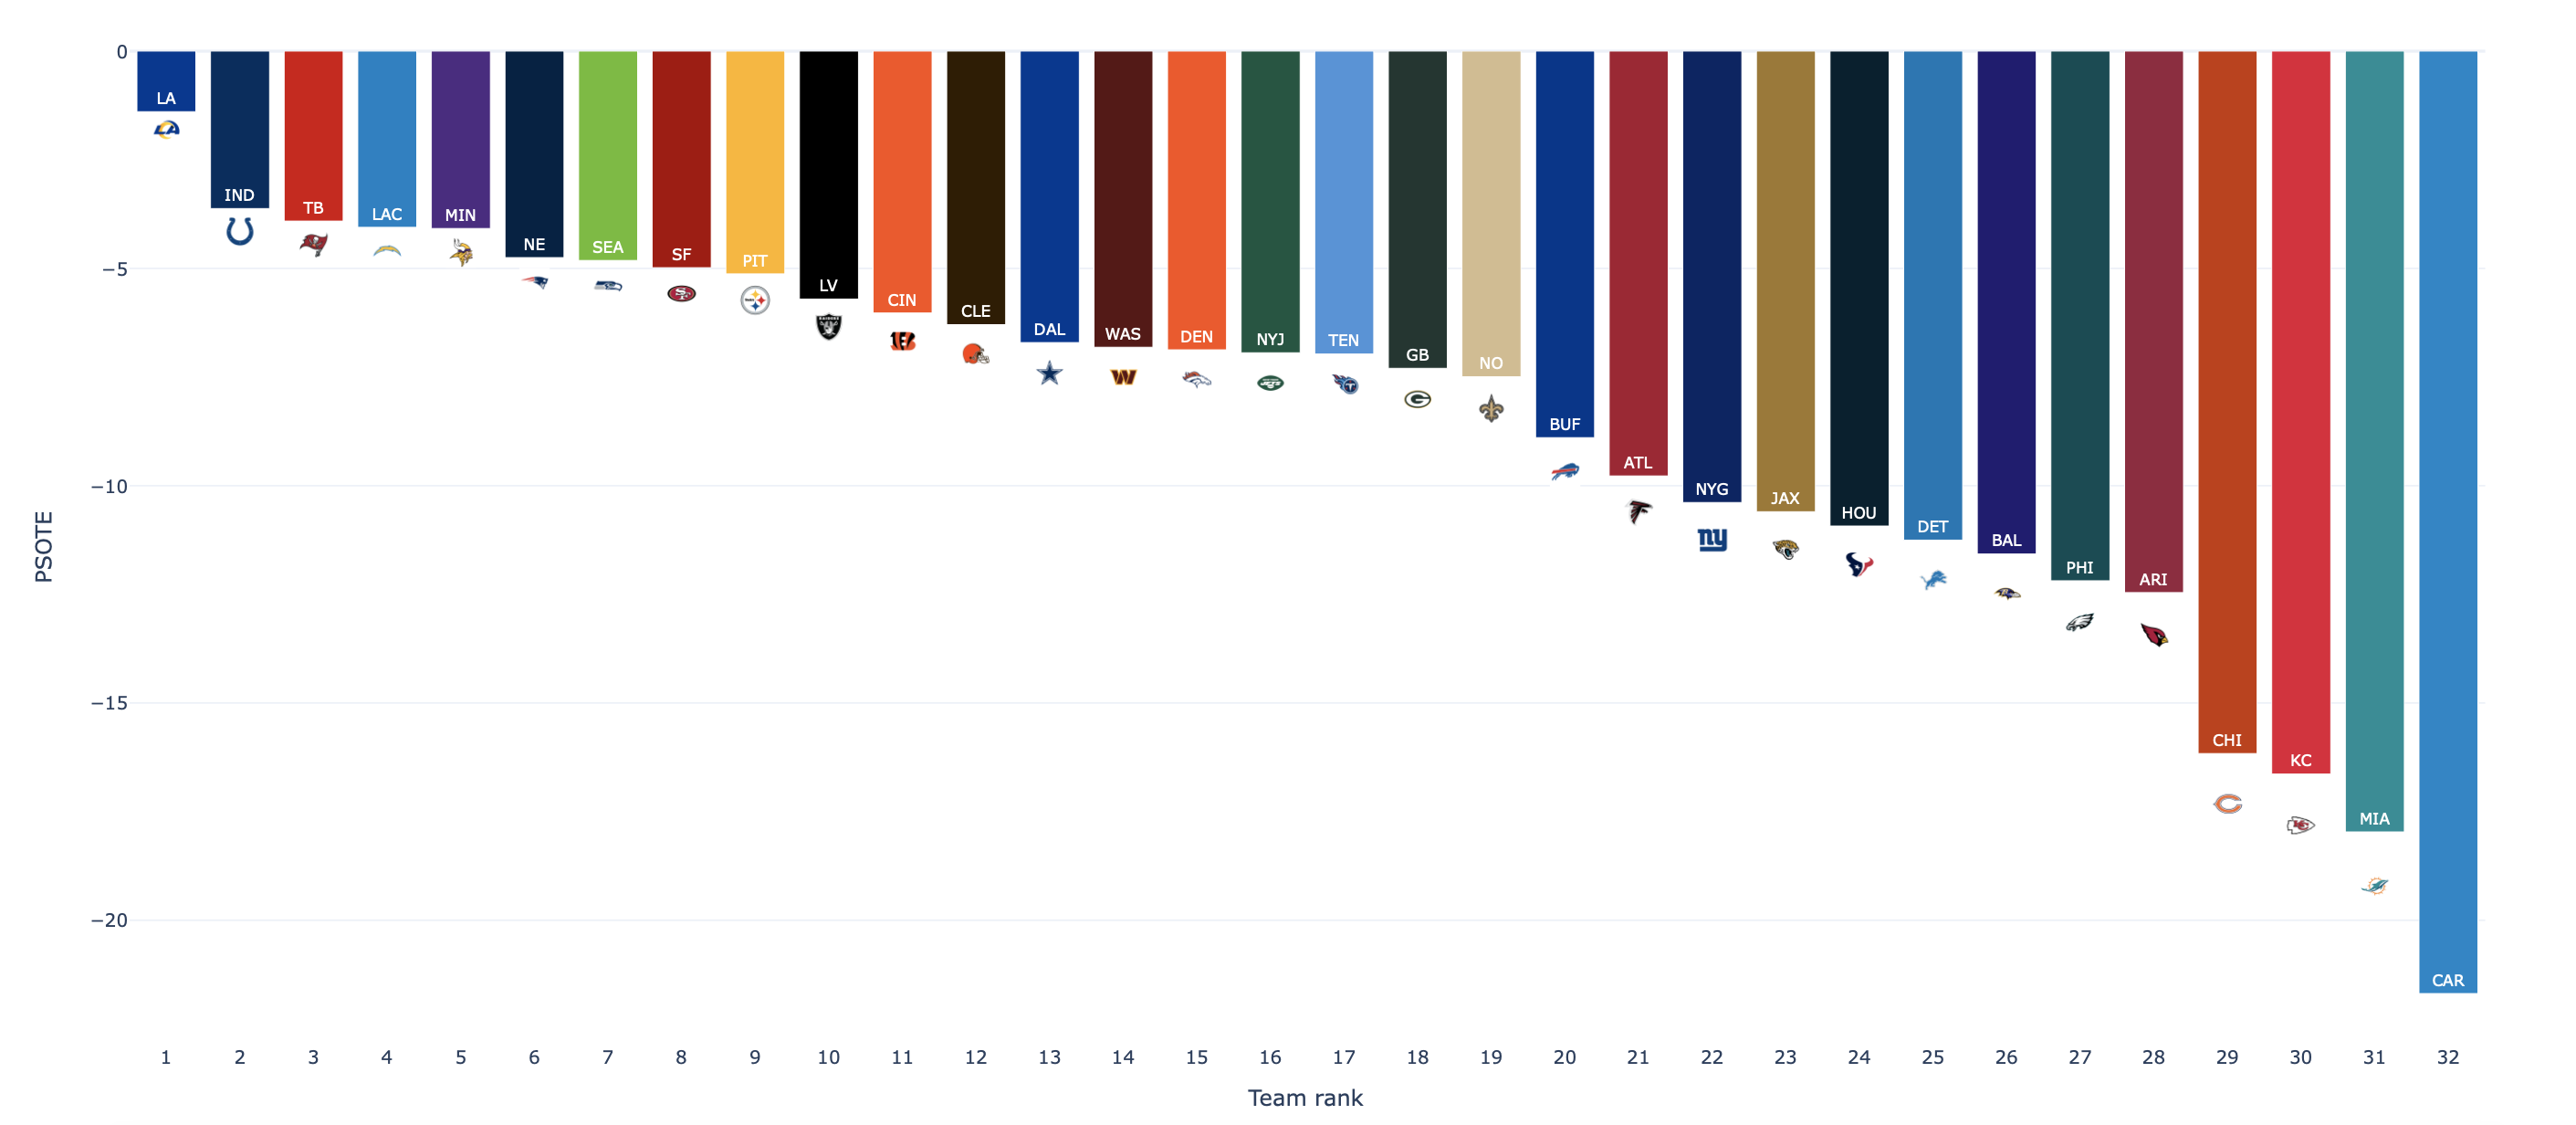 0
−5
−10
−15
−20
PSOTE
LA
IND
TB
LAC
MIN
NE
SEA
SF
PIT
LV
CIN
CLE
DAL
WAS
DEN
NYJ
TEN
GB
NO
BUF
ATL
NYG
JAX
HOU
DET
BAL
PHI
ARI
CHI
KC
MIA
CAR
1 2 3 4 5 6 7 8 9 10 11 12 13 14 15 16 17 18 19 20 21 22 23 24 25 26 27 28 29 30 31 32
Team rank